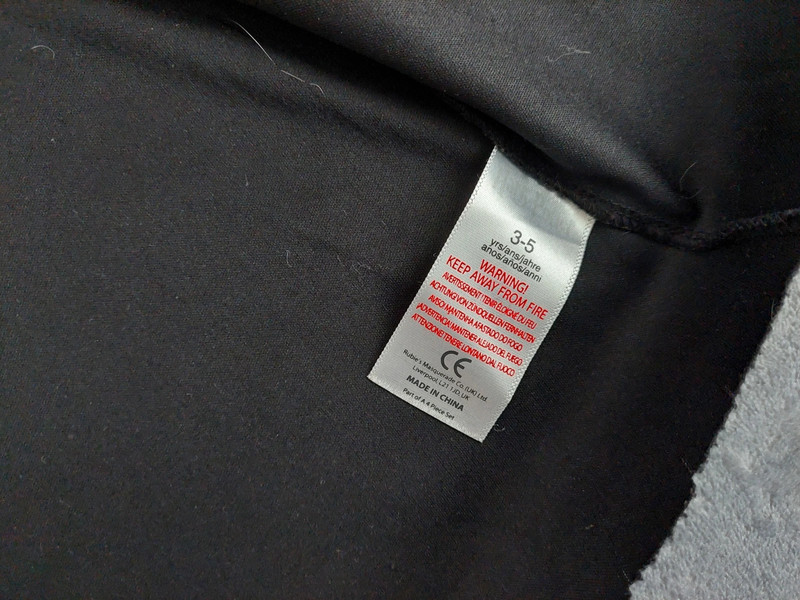 3-5
yrs/ans/jahre
años/años/anni
WARNING!
KEEP AWAY FROM FIRE
AVERTISSEMENT ! TENIR ÉLOIGNE DU FEU
ACHTUNG! VON ZÜNDQUELLEN FERNHALTEN
AVISO! MANTENHA AFASTADO DO FOGO
¡ADVERTENCIA! MANTENER ALEJADO DEL FUEGO
ATTENZIONE! TENERE LONTANO DAL FUOCO
CE
Rubie's Masquerade Co. (UK) Ltd.
Liverpool, L21 1JD, UK
MADE IN CHINA
Part of A 4 Piece Set